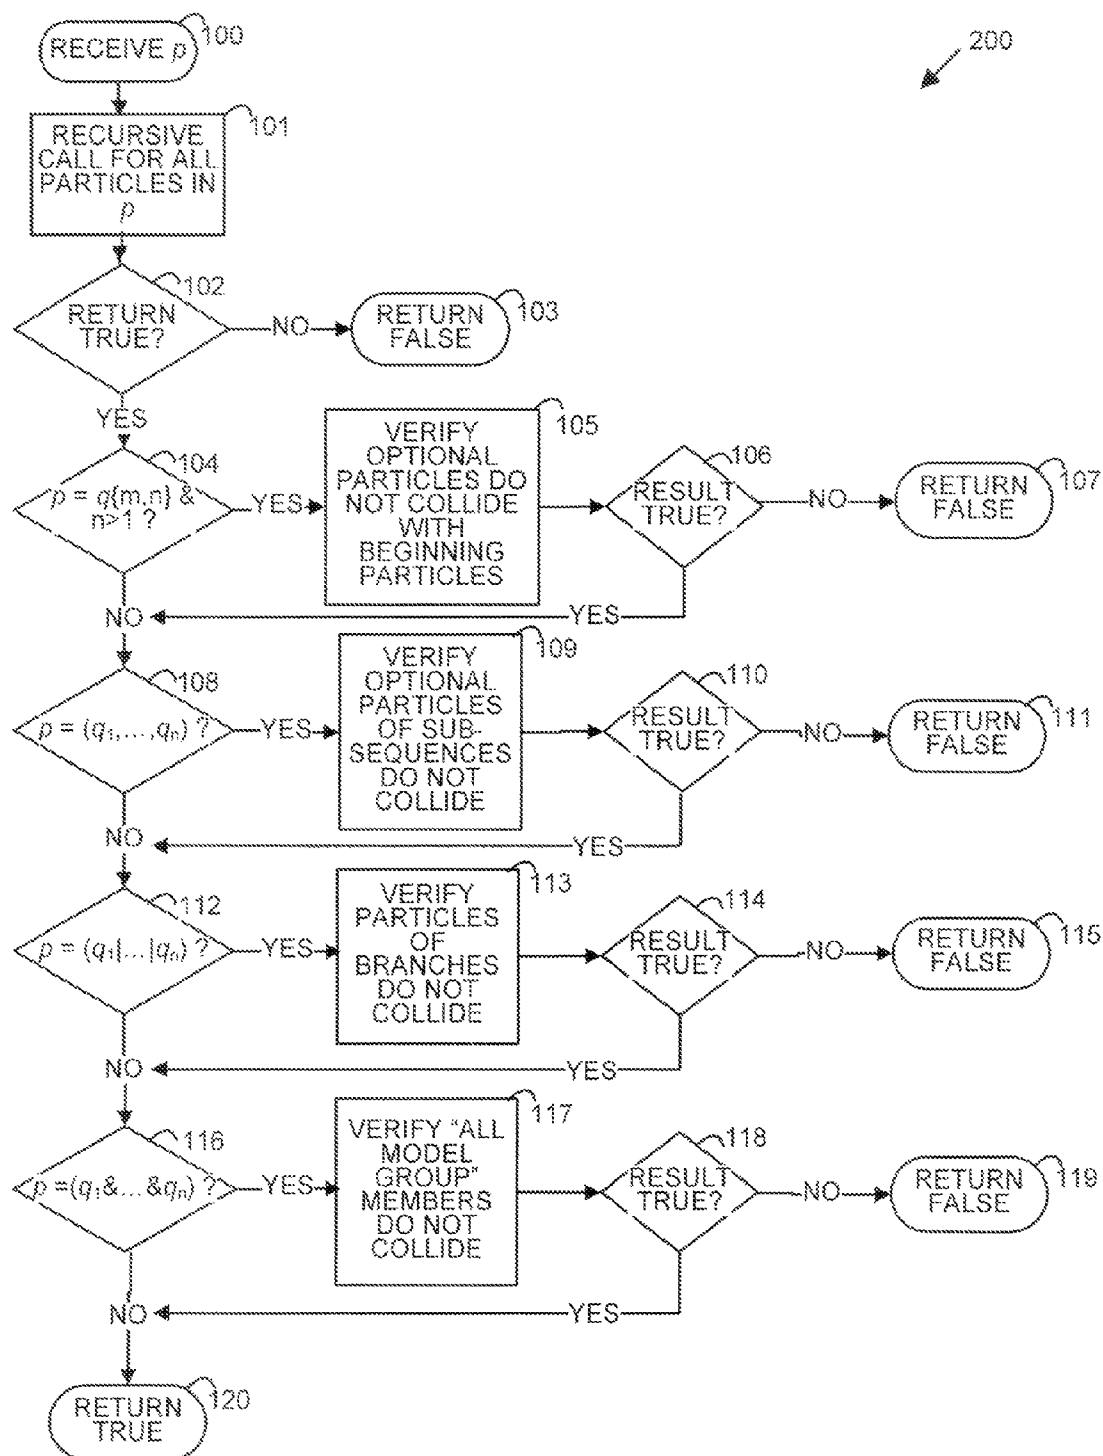 RECEIVE p
100
200
RECURSIVE
CALL FOR ALL
PARTICLES IN
p
101
RETURN
TRUE?
102
NO
RETURN
FALSE
103
YES
p = q{m,n} &
n>1 ?
104
YES
VERIFY
OPTIONAL
PARTICLES DO
NOT COLLIDE
WITH
BEGINNING
PARTICLES
105
RESULT
TRUE?
106
NO
RETURN
FALSE
107
YES
NO
p = (q1,...,qn) ?
108
YES
VERIFY
OPTIONAL
PARTICLES
OF SUB-
SEQUENCES
DO NOT
COLLIDE
109
RESULT
TRUE?
110
NO
RETURN
FALSE
111
YES
NO
p = (q1|...|qn) ?
112
YES
VERIFY
PARTICLES
OF
BRANCHES
DO NOT
COLLIDE
113
RESULT
TRUE?
114
NO
RETURN
FALSE
115
YES
NO
p =(q1&...&qn) ?
116
YES
VERIFY "ALL
MODEL
GROUP"
MEMBERS
DO NOT
COLLIDE
117
RESULT
TRUE?
118
NO
RETURN
FALSE
119
YES
NO
RETURN
TRUE
120